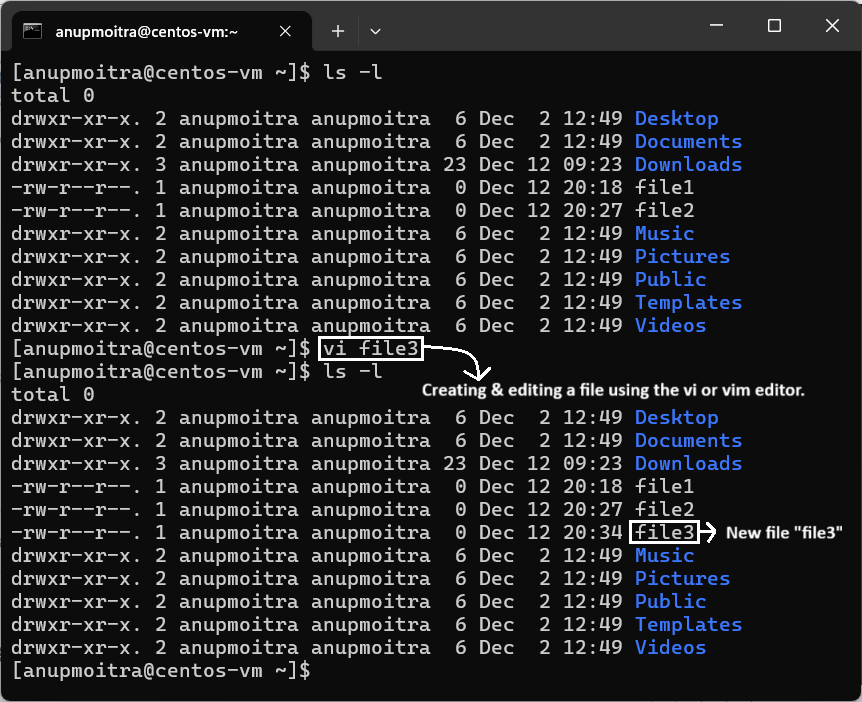 anupmoitra@centos-vm:~
[anupmoitra@centos-vm ~]$ ls -l
total 0
drwxr-xr-x. 2 anupmoitra anupmoitra  6 Dec  2 12:49 Desktop
drwxr-xr-x. 2 anupmoitra anupmoitra  6 Dec  2 12:49 Documents
drwxr-xr-x. 3 anupmoitra anupmoitra 23 Dec 12 09:23 Downloads
-rw-r--r--. 1 anupmoitra anupmoitra  0 Dec 12 20:18 file1
-rw-r--r--. 1 anupmoitra anupmoitra  0 Dec 12 20:27 file2
drwxr-xr-x. 2 anupmoitra anupmoitra  6 Dec  2 12:49 Music
drwxr-xr-x. 2 anupmoitra anupmoitra  6 Dec  2 12:49 Pictures
drwxr-xr-x. 2 anupmoitra anupmoitra  6 Dec  2 12:49 Public
drwxr-xr-x. 2 anupmoitra anupmoitra  6 Dec  2 12:49 Templates
drwxr-xr-x. 2 anupmoitra anupmoitra  6 Dec  2 12:49 Videos
[anupmoitra@centos-vm ~]$ vi file3
[anupmoitra@centos-vm ~]$ ls -l
Creating & editing a file using the vi or vim editor.
total 0
drwxr-xr-x. 2 anupmoitra anupmoitra  6 Dec  2 12:49 Desktop
drwxr-xr-x. 2 anupmoitra anupmoitra  6 Dec  2 12:49 Documents
drwxr-xr-x. 3 anupmoitra anupmoitra 23 Dec 12 09:23 Downloads
-rw-r--r--. 1 anupmoitra anupmoitra  0 Dec 12 20:18 file1
-rw-r--r--. 1 anupmoitra anupmoitra  0 Dec 12 20:27 file2
-rw-r--r--. 1 anupmoitra anupmoitra  0 Dec 12 20:34 file3 New file "file3"
drwxr-xr-x. 2 anupmoitra anupmoitra  6 Dec  2 12:49 Music
drwxr-xr-x. 2 anupmoitra anupmoitra  6 Dec  2 12:49 Pictures
drwxr-xr-x. 2 anupmoitra anupmoitra  6 Dec  2 12:49 Public
drwxr-xr-x. 2 anupmoitra anupmoitra  6 Dec  2 12:49 Templates
drwxr-xr-x. 2 anupmoitra anupmoitra  6 Dec  2 12:49 Videos
[anupmoitra@centos-vm ~]$